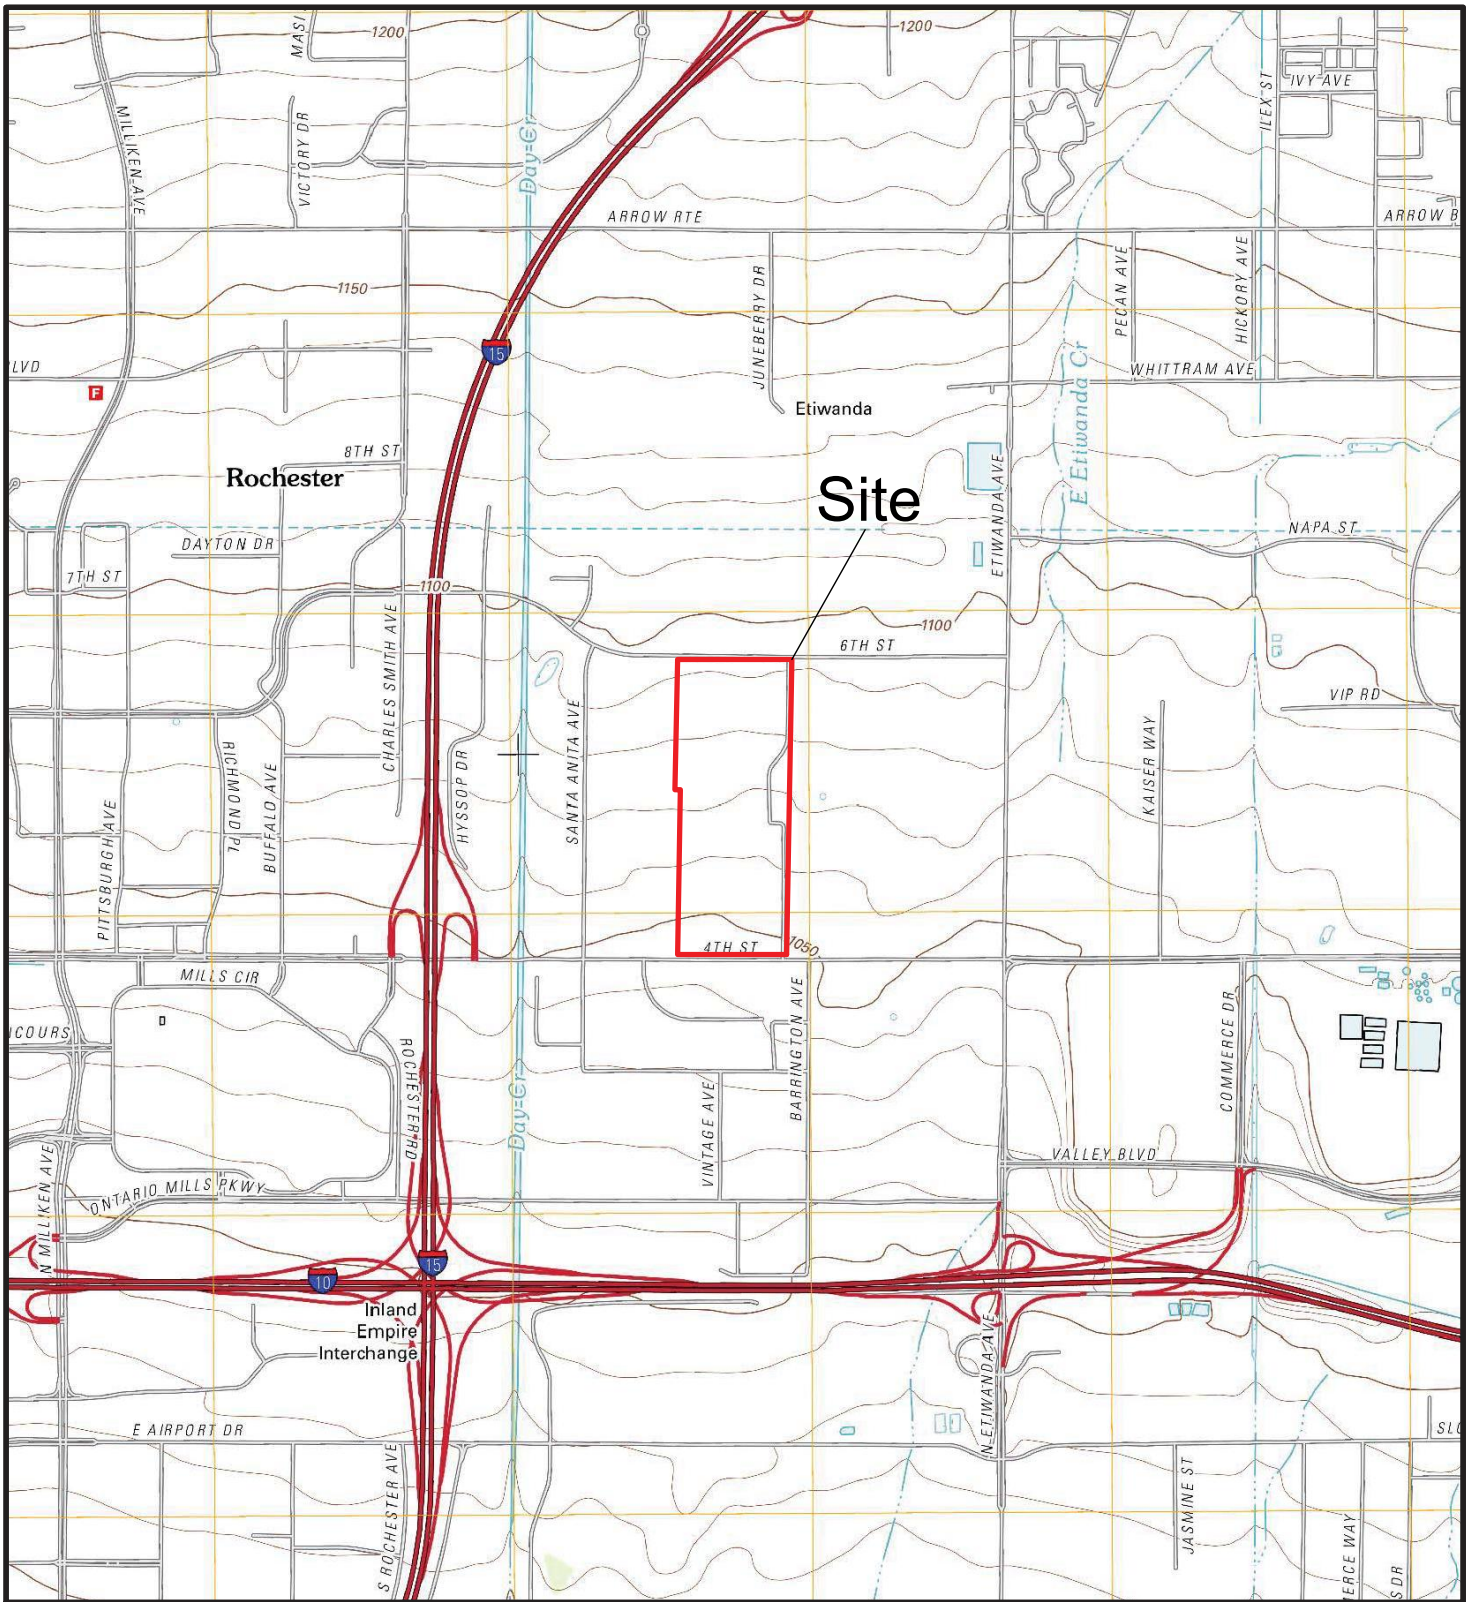 1200
1200
MASI
IVY AVE
ILEX ST
MILLIKEN AVE
VICTORY DR
Day Cr
ARROW RTE
ARROW B
1150
JUNEBERRY DR
PECAN AVE
HICKORY AVE
15
LVD
WHITTRAM AVE
F
Etiwanda
E Etiwanda Cr
8TH ST
Rochester
ETIWANDA AVE
Site
NAPA ST
DAYTON DR
7TH ST
1100
1100
6TH ST
CHARLES SMITH AVE
VIP RD
SANTA ANITA AVE
KAISER WAY
RICHMOND PL
HYSSOP DR
BUFFALO AVE
PITTSBURGH AVE
4TH ST
1050
MILLS CIR
BARRINGTON AVE
COMMERCE DR
ICOURS
ROCHESTER RD
Day Cr
VINTAGE AVE
VALLEY BLVD
N MILLIKEN AVE
ONTARIO MILLS PKWY
15
10
Inland
Empire
Interchange
N ETIWANDA AVE
E AIRPORT DR
SLO
S ROCHESTER AVE
JASMINE ST
MERCE WAY
S DR